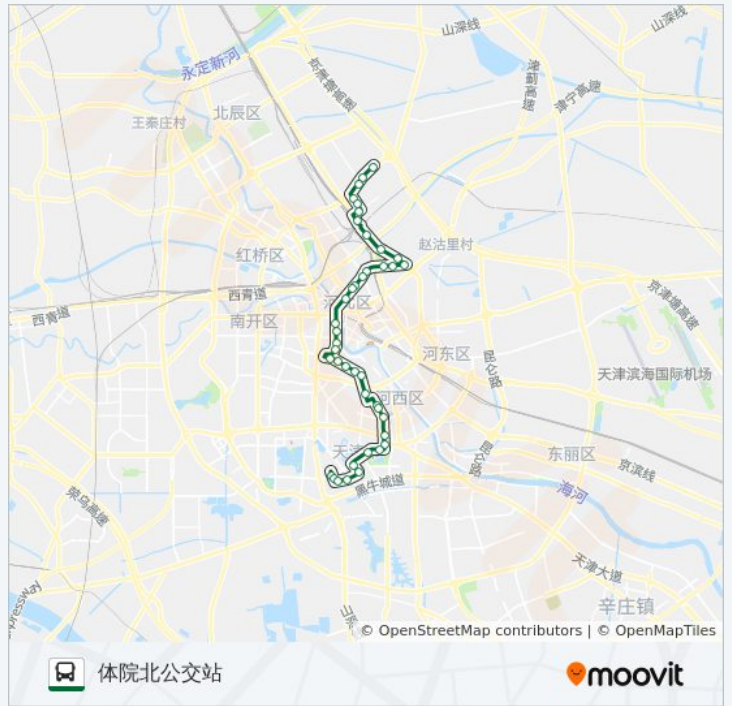 山深线
山深线
永定新河
京津塘高速
津蓟高速
津宁高速
北辰区
王秦庄村
赵沽里村
红桥区
西青道
河北区
京津塘高速
西青道
南开区
河东区
昆仑路
天津滨海国际机场
河西区
天津
昆仑路
东丽区
京滨线
黑牛城道
海河
荣乌高速
天津大道
pressway
辛庄镇
山深
© OpenStreetMap contributors | © OpenMapTiles
体院北公交站
moovit